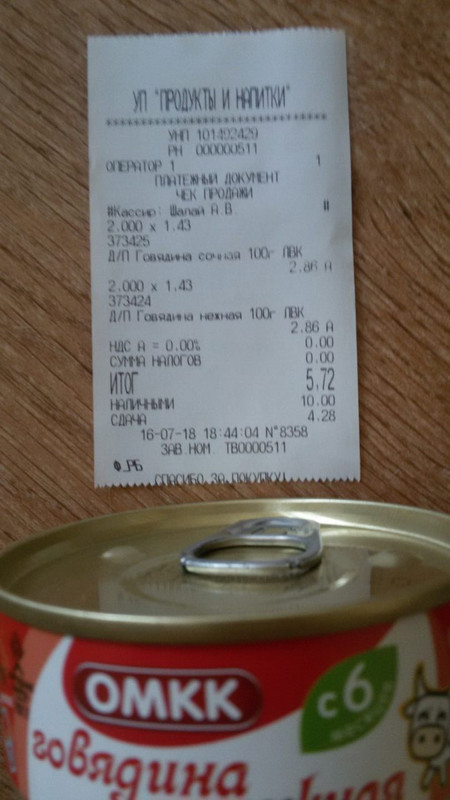 УП "ПРОДУКТЫ И НАПИТКИ"
УНП 101492429
РН 000000511
ОПЕРАТОР 1 1
ПЛАТЕЖНЫЙ ДОКУМЕНТ
ЧЕК ПРОДАЖИ
#Кассир: Шалай А.В #
2.000 x 1.43
373425
Д/П Говядина сочная 100г ЛВК
2.86 А
2.000 x 1.43
373424
Д/П Говядина нежная 100г ЛВК
2.86 А
НДС А = 0.00% 0.00
СУММА НАЛОГОВ 0.00
ИТОГ 5.72
НАЛИЧНЫМИ 10.00
СДАЧА 4.28
16-07-18 18:44:04 N°8358
ЗАВ НОМ ТВ0000511
Ф_РБ
СПАСИБО ЗА ПОКУПКУ!
ОМКК
с 6
месяцев
говядина